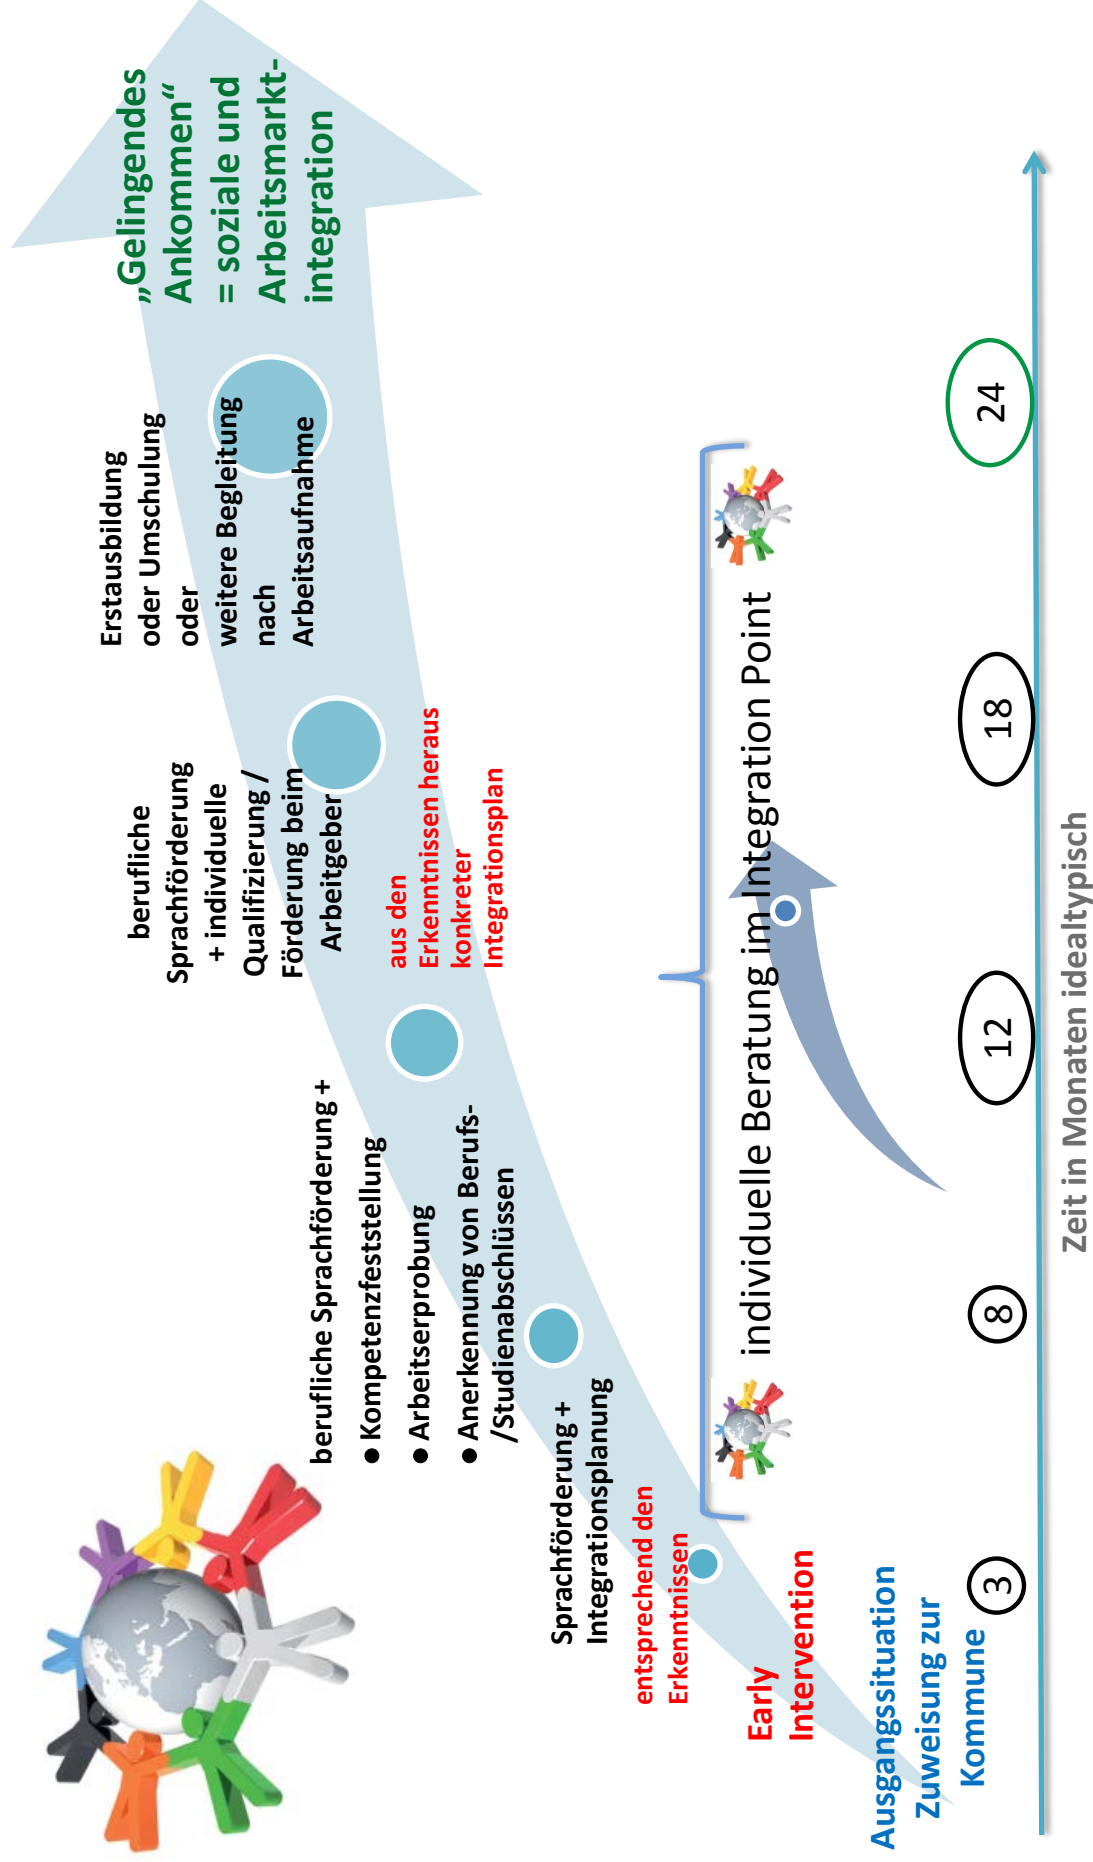 „Gelingendes
Ankommen“
= soziale und
Arbeitsmarkt-
integration
Erstausbildung
oder Umschulung
oder
weitere Begleitung
nach
Arbeitsaufnahme
berufliche
Sprachförderung
+ individuelle
Qualifizierung /
Förderung beim
Arbeitgeber
aus den
Erkenntnissen heraus
konkreter
Integrationsplan
berufliche Sprachförderung +
● Kompetenzfeststellung
● Arbeitserprobung
● Anerkennung von Berufs-
/Studienabschlüssen
Sprachförderung +
Integrationsplanung
entsprechend den
Erkenntnissen
Early
Intervention
individuelle Beratung im Integration Point
Ausgangssituation
Zuweisung zur
Kommune
3
8
12
18
24
Zeit in Monaten idealtypisch